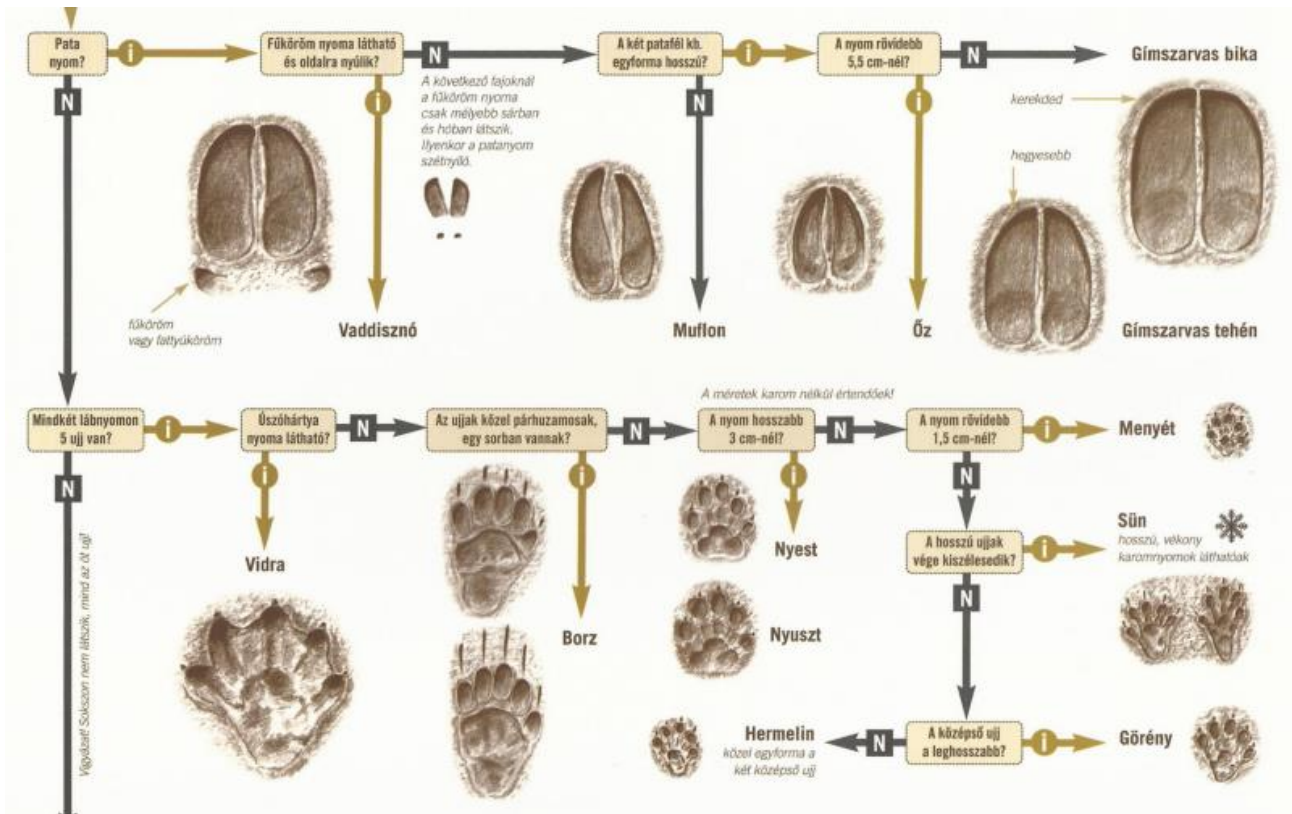 Pata
nyom?
i
Fűköröm nyoma látható
és oldalra nyúlik?
N
A két patafél kb.
egyforma hosszú?
i
A nyom rövidebb
5,5 cm-nél?
N
Gímszarvas bika
N
A következő fajoknál
a fűköröm nyoma
csak mélyebb sárban
és hóban látszik.
Ilyenkor a patanyom
szétnyíló.
i
N
i
kerekded
hegyesebb
fűköröm
vagy fattyúköröm
Vaddisznó
Muflon
Őz
Gímszarvas tehén
A méretek karom nélkül értendőek!
Mindkét lábnyomon
5 ujj van?
i
Úszóhártya
nyoma látható?
N
Az ujjak közel párhuzamosak,
egy sorban vannak?
N
A nyom hosszabb
3 cm-nél?
N
A nyom rövidebb
1,5 cm-nél?
i
Menyét
N
i
i
i
N
Vigyázat! Sokszon nem látszik, mind az öt ujj!
Vidra
Borz
Nyest
Nyuszt
A hosszú ujjak
vége kiszélesedik?
i
Sün
hosszú, vékony
karomnyomok láthatóak
N
Hermelin
közel egyforma a
két középső ujj
N
A középső ujj
a leghosszabb?
i
Görény